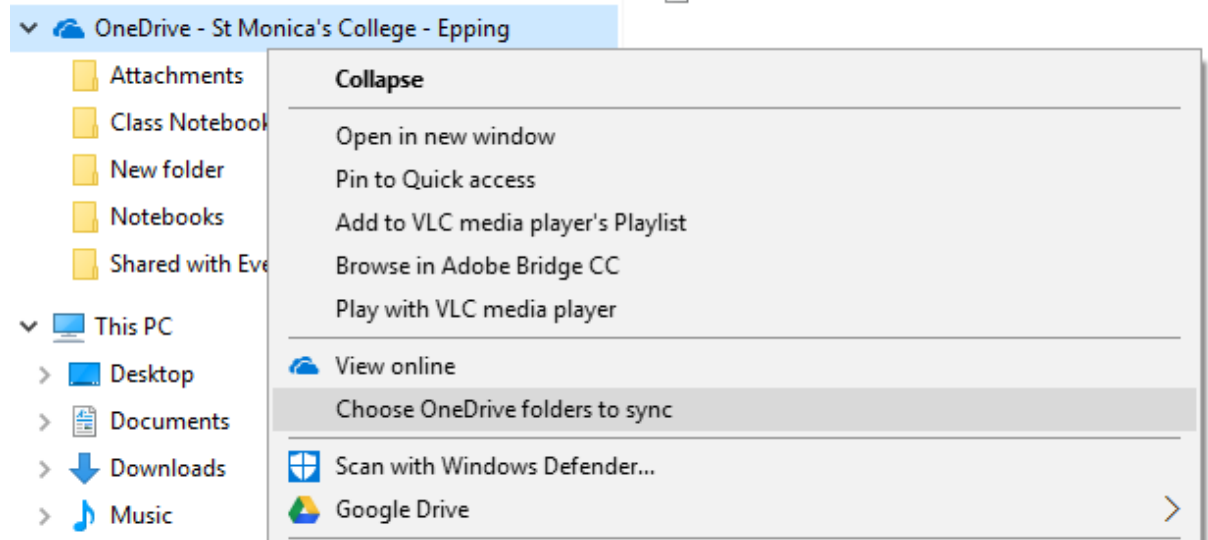 OneDrive - St Monica's College - Epping
Attachments
Class Notebook
New folder
Notebooks
Shared with Eve
This PC
Desktop
Documents
Downloads
Music
Collapse
Open in new window
Pin to Quick access
Add to VLC media player's Playlist
Browse in Adobe Bridge CC
Play with VLC media player
View online
Choose OneDrive folders to sync
Scan with Windows Defender...
Google Drive